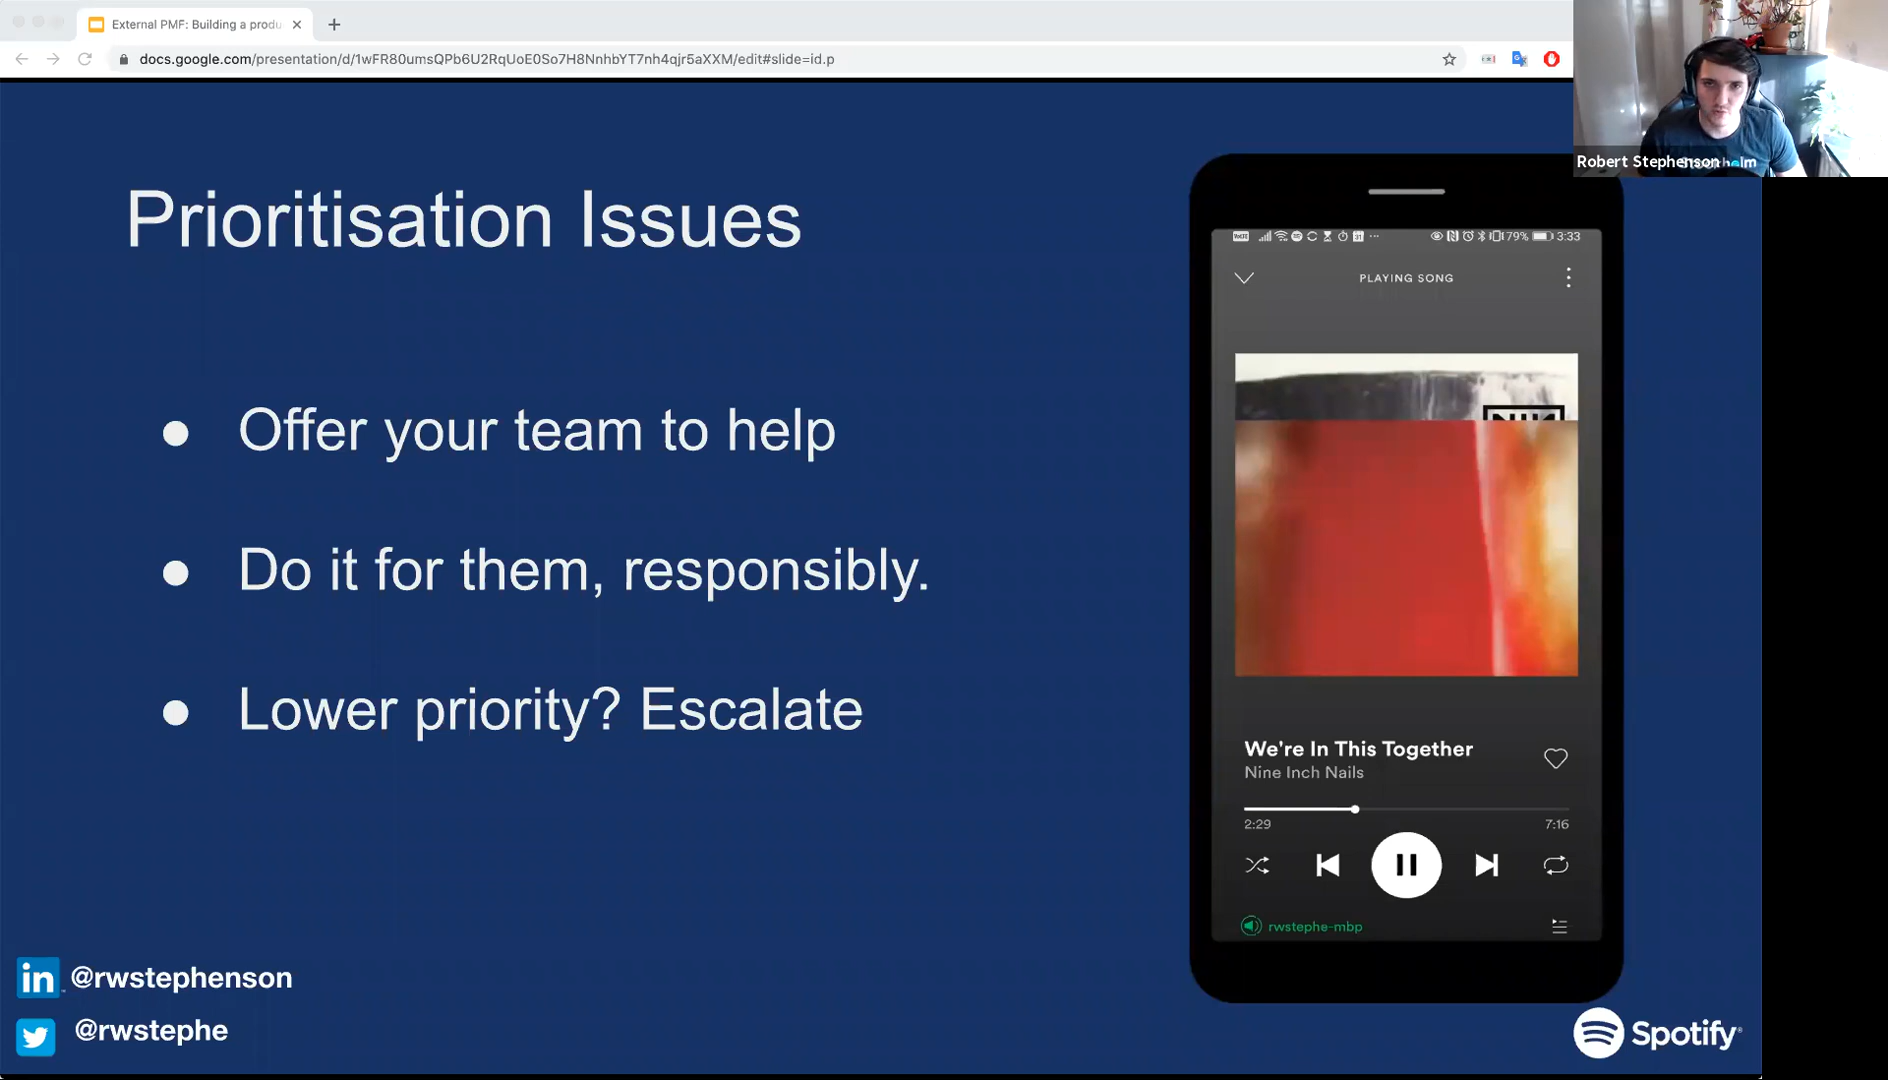 External PMF: Building a produ
docs.google.com/presentation/d/1wFR80umsQPb6U2RqUoE0So7H8NnhbYT7nh4qjr5aXXM/edit#slide=id.p
Robert Stephenson
Prioritisation Issues
Offer your team to help
Do it for them, responsibly.
Lower priority? Escalate
79% 3:33
PLAYING SONG
We're In This Together
Nine Inch Nails
2:29 7:16
rwstephe-mbp
in @rwstephenson
@rwstephe
Spotify